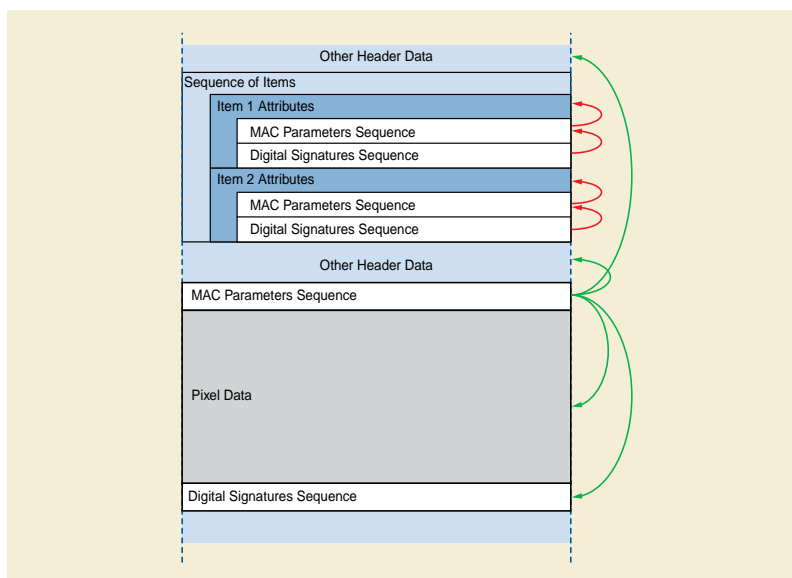 Other Header Data
Sequence of Items
Item 1 Attributes
MAC Parameters Sequence
Digital Signatures Sequence
Item 2 Attributes
MAC Parameters Sequence
Digital Signatures Sequence
Other Header Data
MAC Parameters Sequence
Pixel Data
Digital Signatures Sequence